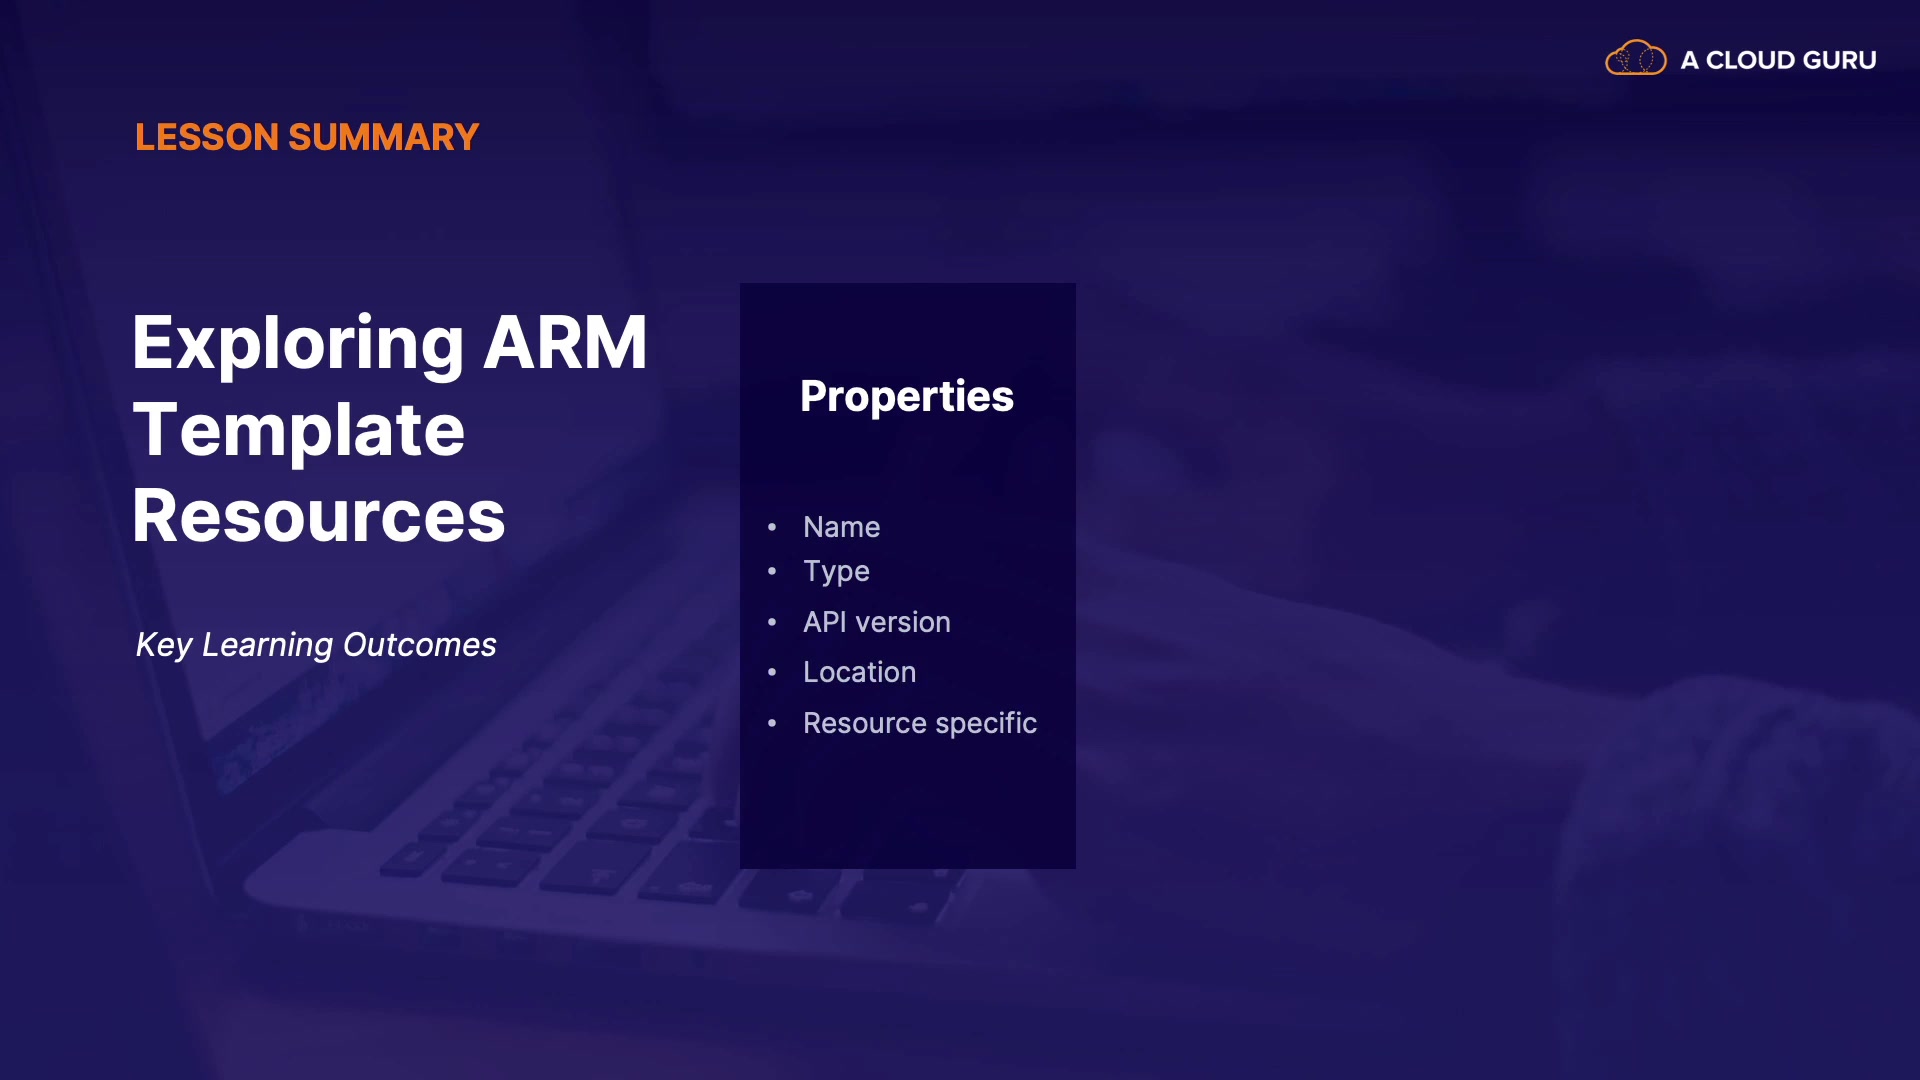 A CLOUD GURU
LESSON SUMMARY
Exploring ARM
Template
Resources
Key Learning Outcomes
Properties
• Name
• Type
• API version
• Location
• Resource specific